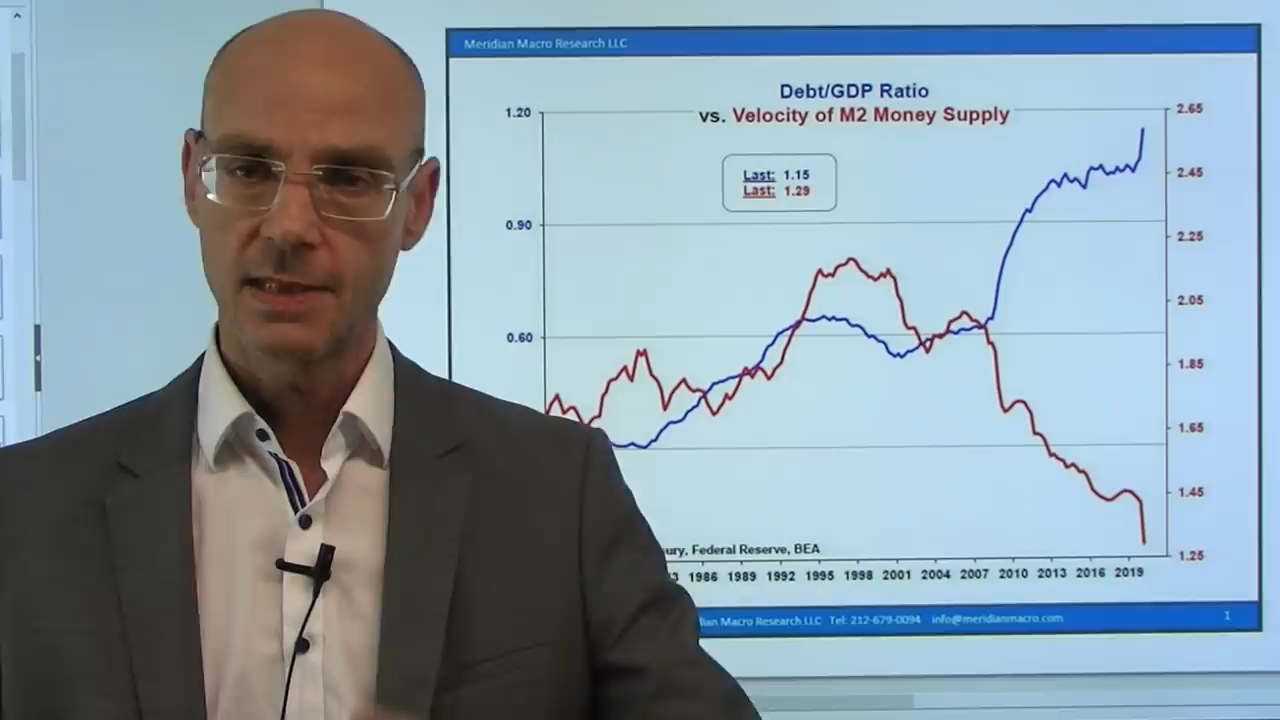 Meridian Macro Research LLC
Debt/GDP Ratio
vs. Velocity of M2 Money Supply
1.20
2.65
Last: 1.15
Last: 1.29
2.45
0.90
2.25
2.05
0.60
1.85
1.65
1.45
1.25
Federal Reserve, BEA
1986 1989 1992 1995 1998 2001 2004 2007 2010 2013 2016 2019
Macro Research LLC Tel: 212-679-0094 info@meridianmacro.com 1